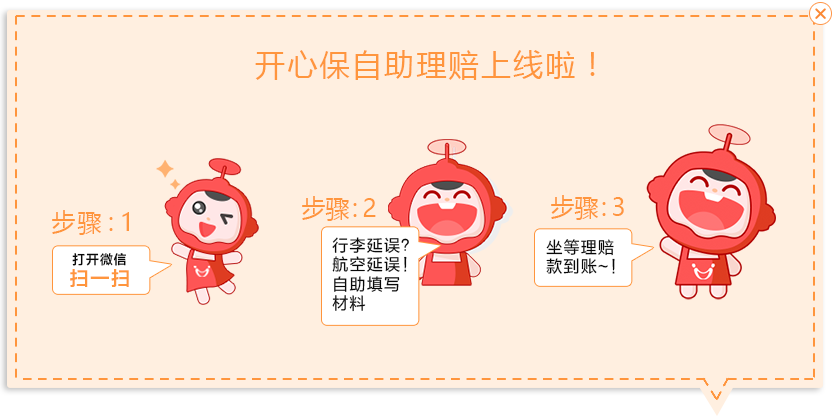 开心保自助理赔上线啦！
步骤：1
打开微信
扫一扫
步骤：2
行李延误？
航空延误！
自助填写
材料
步骤：3
坐等理赔
款到账~！